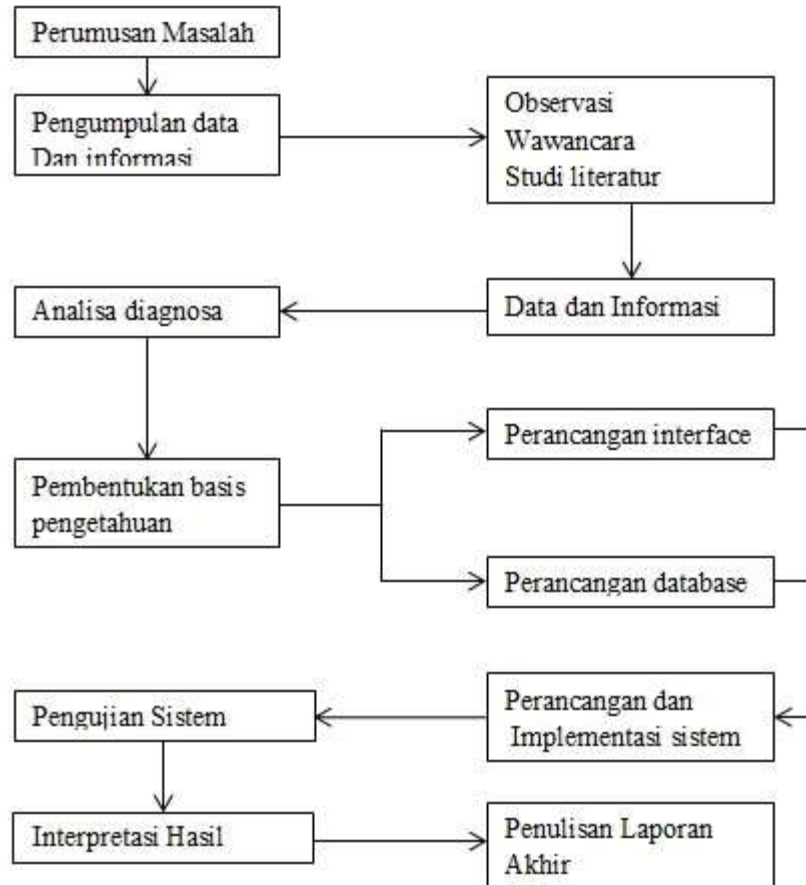 Perumusan Masalah
Pengumpulan data
Dan informasi
Observasi
Wawancara
Studi literatur
Data dan Informasi
Analisa diagnosa
Pembentukan basis
pengetahuan
Perancangan interface
Perancangan database
Perancangan dan
Implementasi sistem
Pengujian Sistem
Interpretasi Hasil
Penulisan Laporan
Akhir